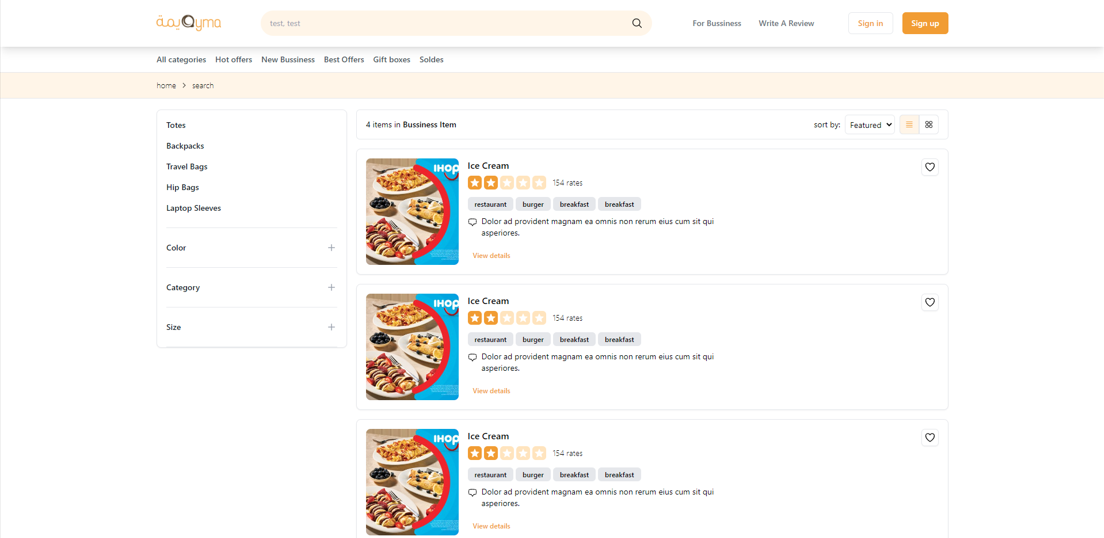 قيمة Qyma
test, test
For Bussiness
Write A Review
Sign in
Sign up
All categories
Hot offers
New Bussiness
Best Offers
Gift boxes
Soldes
home > search
Totes
Backpacks
Travel Bags
Hip Bags
Laptop Sleeves
Color
Category
Size
4 items in Bussiness Item
sort by:
Featured
IHOP
Ice Cream
154 rates
restaurant
burger
breakfast
breakfast
Dolor ad provident magnam ea omnis non rerum eius cum sit qui
asperiores.
View details
IHOP
Ice Cream
154 rates
restaurant
burger
breakfast
breakfast
Dolor ad provident magnam ea omnis non rerum eius cum sit qui
asperiores.
View details
IHOP
Ice Cream
154 rates
restaurant
burger
breakfast
breakfast
Dolor ad provident magnam ea omnis non rerum eius cum sit qui
asperiores.
View details